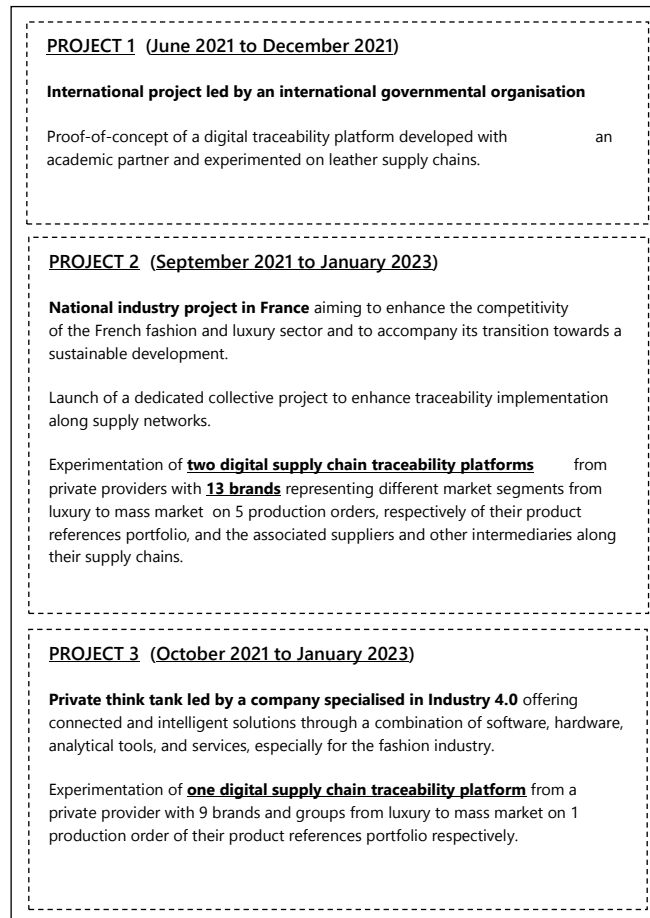 PROJECT 1 (June 2021 to December 2021)
International project led by an international governmental organisation
Proof-of-concept of a digital traceability platform developed with an
academic partner and experimented on leather supply chains.
PROJECT 2 (September 2021 to January 2023)
National industry project in France aiming to enhance the competitivity
of the French fashion and luxury sector and to accompany its transition towards a
sustainable development.
Launch of a dedicated collective project to enhance traceability implementation
along supply networks.
Experimentation of two digital supply chain traceability platforms from
private providers with 13 brands representing different market segments from
luxury to mass market on 5 production orders, respectively of their product
references portfolio, and the associated suppliers and other intermediaries along
their supply chains.
PROJECT 3 (October 2021 to January 2023)
Private think tank led by a company specialised in Industry 4.0 offering
connected and intelligent solutions through a combination of software, hardware,
analytical tools, and services, especially for the fashion industry.
Experimentation of one digital supply chain traceability platform from a
private provider with 9 brands and groups from luxury to mass market on 1
production order of their product references portfolio respectively.